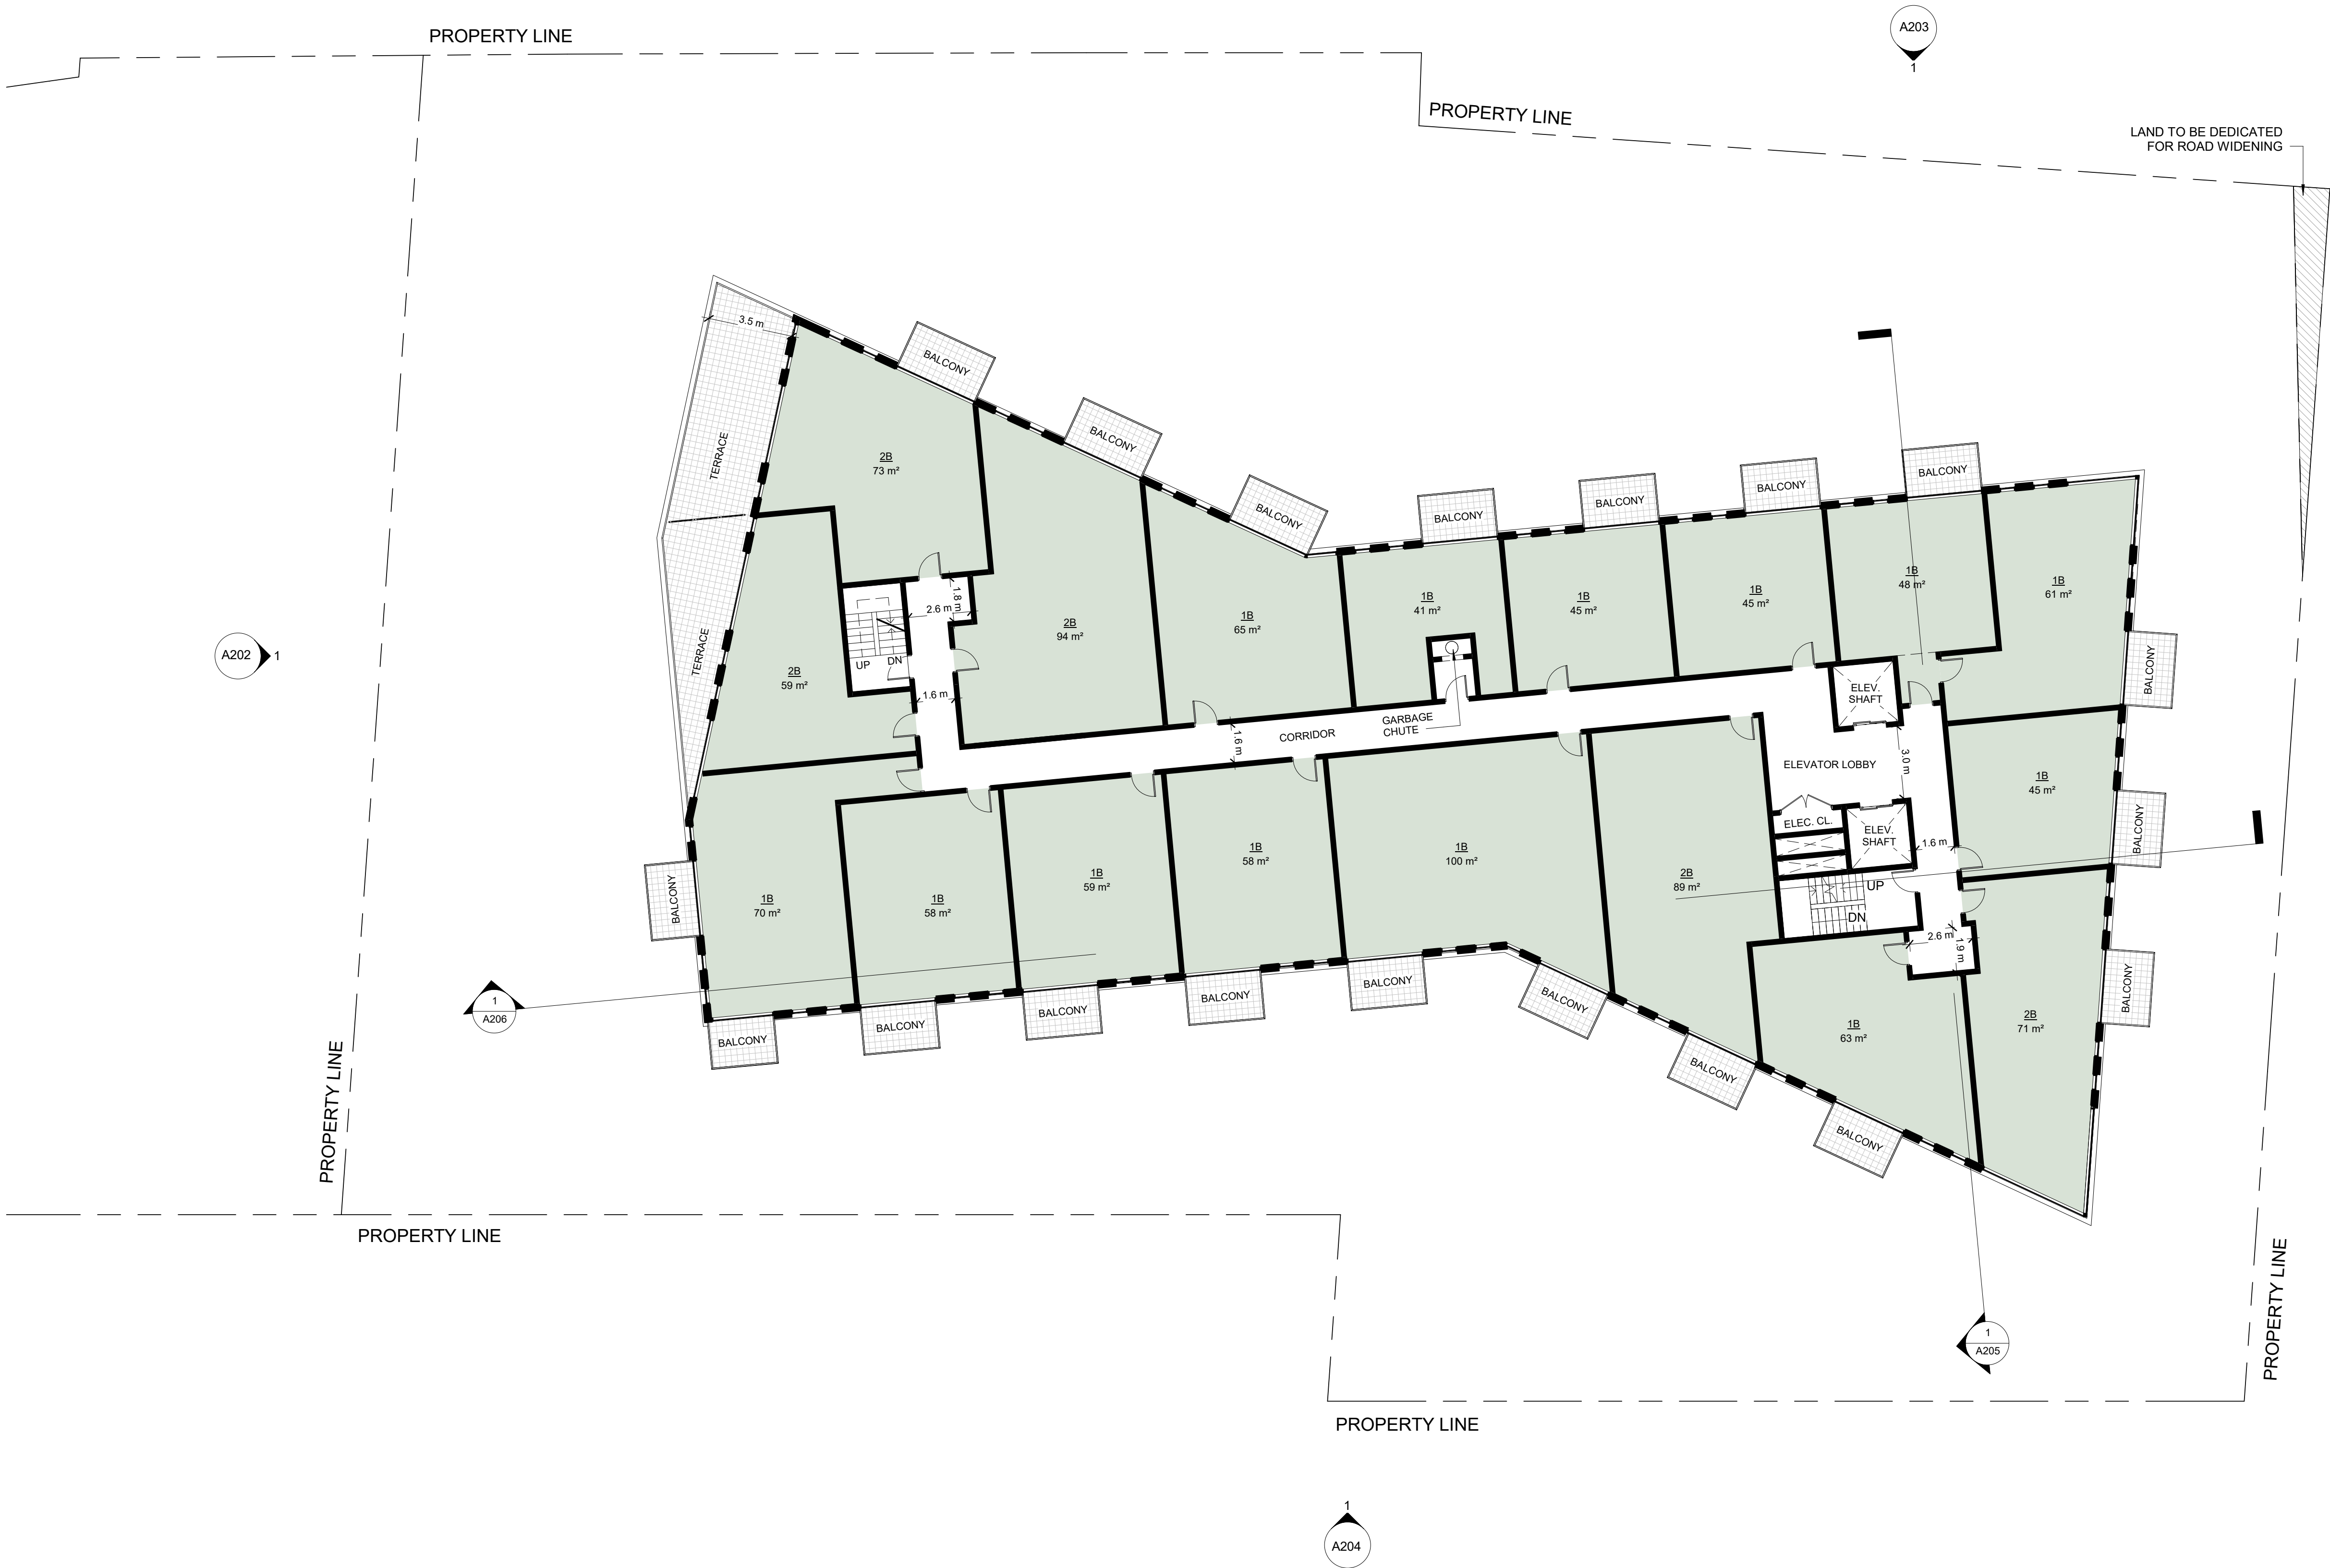 A203
1
PROPERTY LINE
PROPERTY LINE
LAND TO BE DEDICATED
FOR ROAD WIDENING
3.5 m
BALCONY
BALCONY
BALCONY
BALCONY
BALCONY
BALCONY
BALCONY
TERRACE
2B
73 m²
1B
48 m²
1B
61 m²
1B
41 m²
1B
45 m²
1B
45 m²
2.6 m
1.8 m
2B
94 m²
1B
65 m²
A202
1
TERRACE
UP
DN
2B
59 m²
1.6 m
ELEV.
SHAFT
BALCONY
GARBAGE
CHUTE
CORRIDOR
1.6 m
ELEVATOR LOBBY
3.0 m
1B
45 m²
ELEC. CL.
ELEV.
SHAFT
1.6 m
BALCONY
1B
70 m²
1B
58 m²
1B
59 m²
1B
58 m²
1B
100 m²
2B
89 m²
UP
DN
BALCONY
2.6 m
1.9 m
BALCONY
1
A206
BALCONY
BALCONY
BALCONY
BALCONY
BALCONY
BALCONY
1B
63 m²
2B
71 m²
BALCONY
BALCONY
PROPERTY LINE
PROPERTY LINE
PROPERTY LINE
1
A205
PROPERTY LINE
1
A204